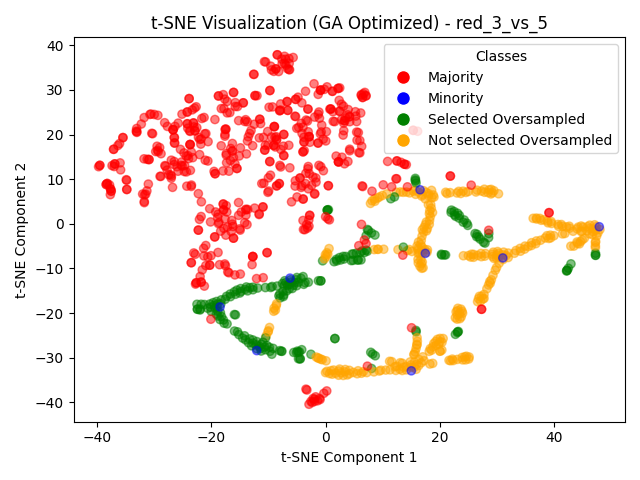 t-SNE Visualization (GA Optimized) - red_3_vs_5
Classes
Majority
Minority
Selected Oversampled
Not selected Oversampled
t-SNE Component 2
40
30
20
10
0
−10
−20
−30
−40
−40 −20 0 20 40
t-SNE Component 1